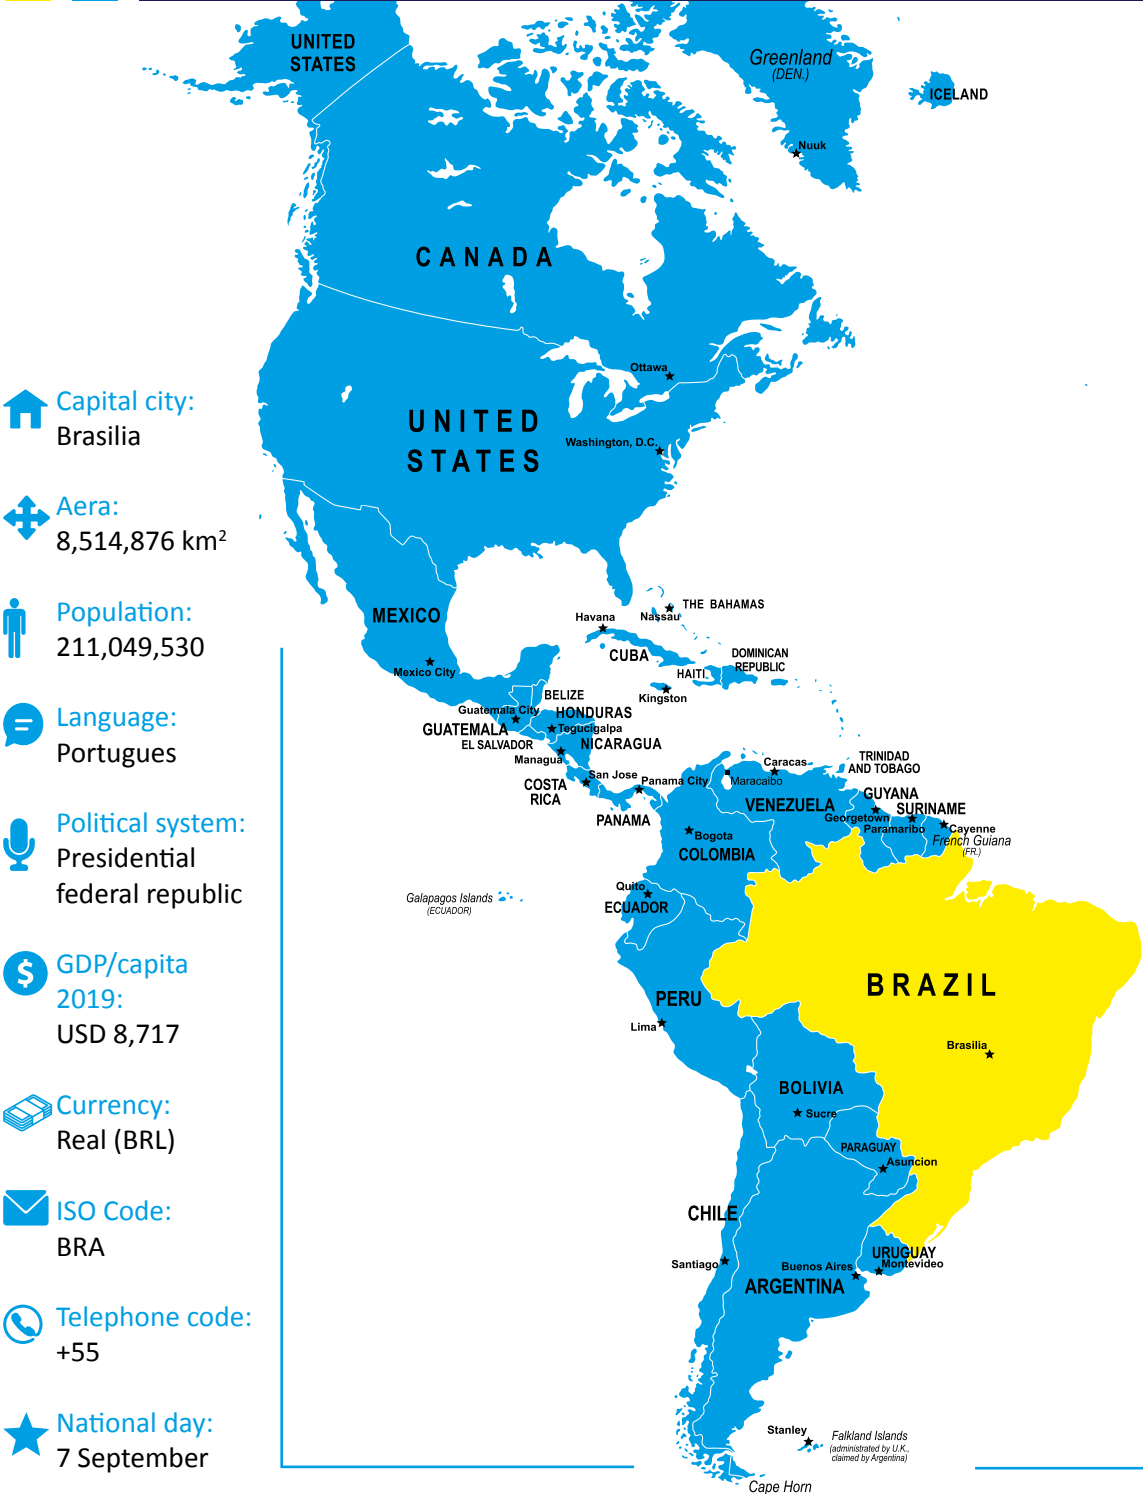 UNITED
STATES
Greenland
(DEN.)
ICELAND
Nuuk
CANADA
Ottawa
UNITED
STATES
Washington, D.C.
Capital city:
Brasilia
Aera:
8,514,876 km²
Population:
211,049,530
Language:
Portugues
Political system:
Presidential
federal republic
GDP/capita
2019:
USD 8,717
Currency:
Real (BRL)
ISO Code:
BRA
Telephone code:
+55
National day:
7 September
MEXICO
Mexico City
Havana
Nassau
THE BAHAMAS
CUBA
DOMINICAN
REPUBLIC
HAITI
Kingston
BELIZE
Guatemala City
HONDURAS
GUATEMALA
Tegucigalpa
EL SALVADOR
NICARAGUA
Managua
San Jose
COSTA
RICA
Panama City
PANAMA
Caracas
Maracaibo
TRINIDAD
AND TOBAGO
VENEZUELA
GUYANA
SURINAME
Georgetown
Paramaribo
Cayenne
French Guiana
(FR.)
Bogota
COLOMBIA
Quito
ECUADOR
Galapagos Islands
(ECUADOR)
PERU
Lima
BRAZIL
Brasilia
BOLIVIA
Sucre
PARAGUAY
Asuncion
CHILE
Santiago
URUGUAY
Montevideo
Buenos Aires
ARGENTINA
Stanley
Falkland Islands
(administrated by U.K.,
claimed by Argentina)
Cape Horn